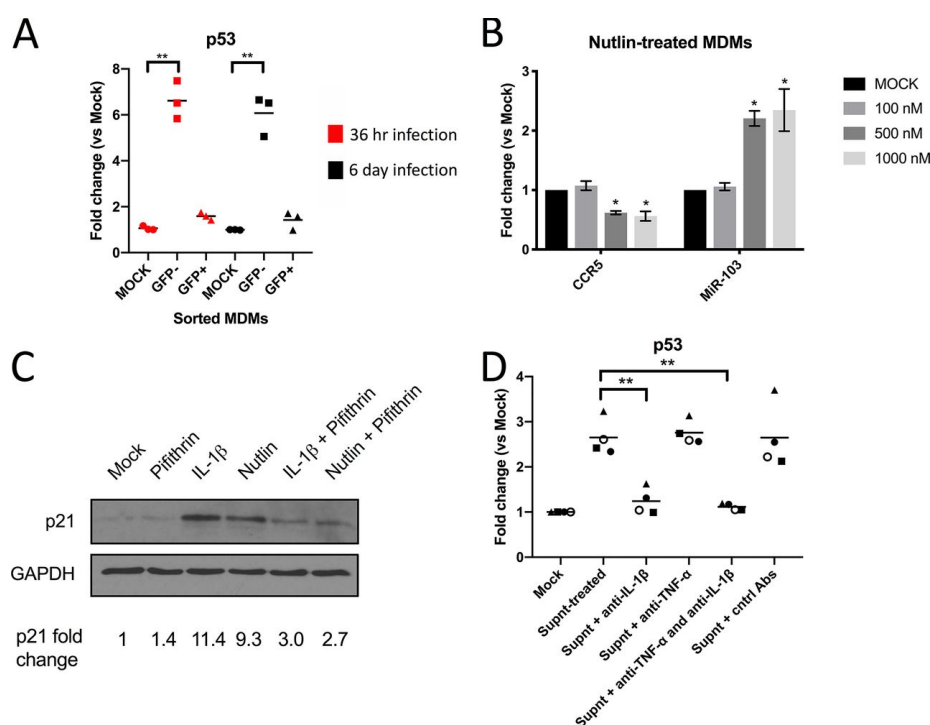 A
p53
**
**
Fold change (vs Mock)
8
6
4
2
0
MOCK
GFP-
GFP+
MOCK
GFP-
GFP+
Sorted MDMs
36 hr infection
6 day infection
B
Nutlin-treated MDMs
Fold change (vs Mock)
3
2
1
0
*
*
*
*
CCR5
MiR-103
MOCK
100 nM
500 nM
1000 nM
C
Mock
Pifithrin
IL-1β
Nutlin
IL-1β + Pifithrin
Nutlin + Pifithrin
p21
GAPDH
p21 fold
change
1 1.4 11.4 9.3 3.0 2.7
D
p53
**
**
Fold change (vs Mock)
4
3
2
1
0
Mock
Supnt-treated
Supnt + anti-IL-1β
Supnt + anti-TNF-α
Supnt + anti-TNF-α and anti-IL-1β
Supnt + cntrl Abs